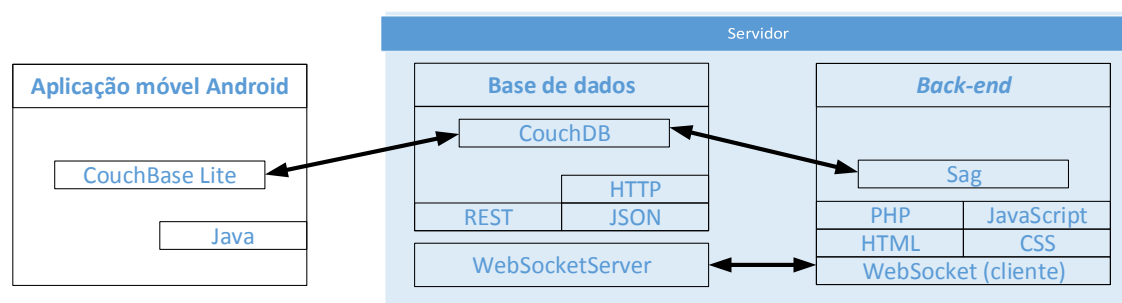 Servidor
Aplicação móvel Android
CouchBase Lite
Java
Base de dados
CouchDB
HTTP
REST
JSON
WebSocketServer
Back-end
Sag
PHP
JavaScript
HTML
CSS
WebSocket (cliente)